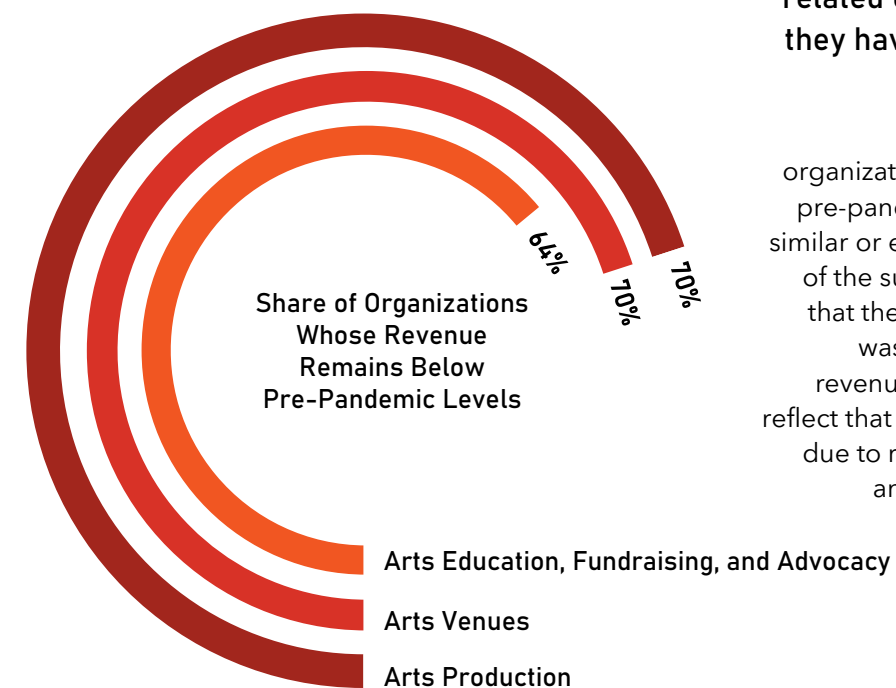 they hav
64%
70%
70%
Share of Organizations
Whose Revenue
Remains Below
Pre-Pandemic Levels
organizat
pre-pan
similar or e
of the su
that the
was
revenu
reflect that
due to r
ar
Arts Education, Fundraising, and Advocacy
Arts Venues
Arts Production